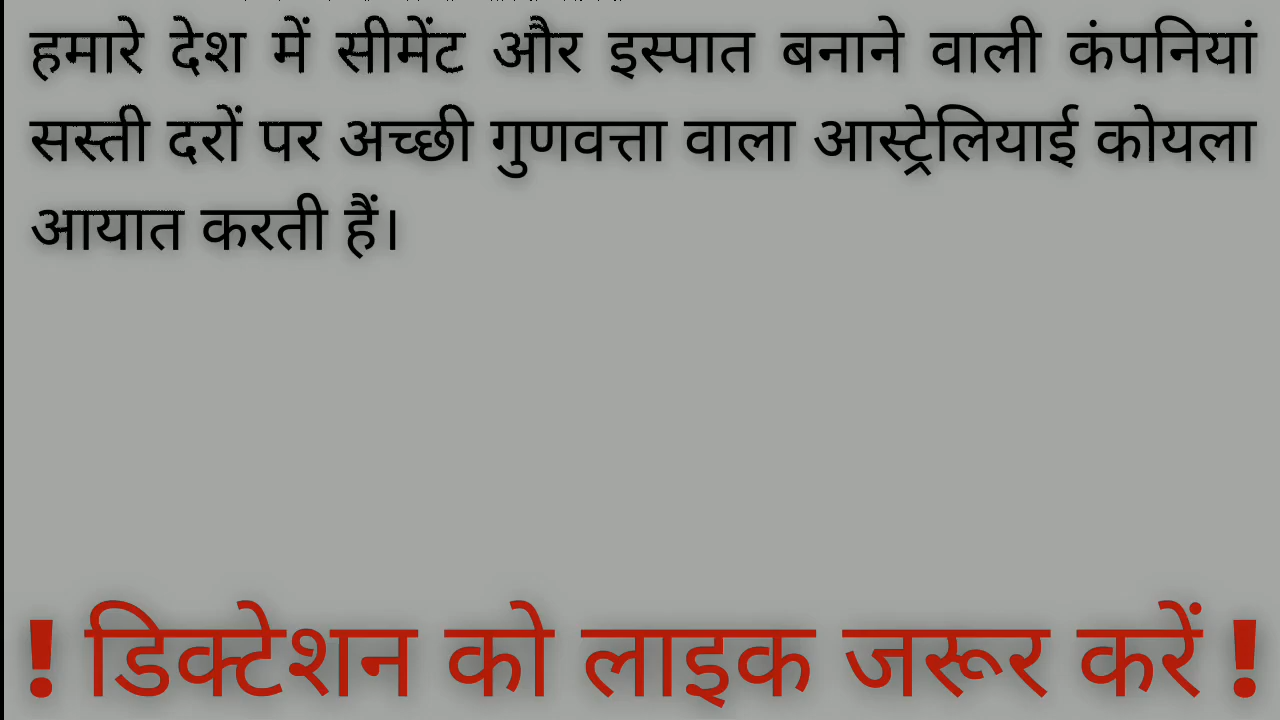 हमारे देश में सीमेंट और इस्पात बनाने वाली कंपनियां
सस्ती दरों पर अच्छी गुणवत्ता वाला आस्ट्रेलियाई कोयला
आयात करती हैं।
! डिक्टेशन को लाइक जरूर करें !